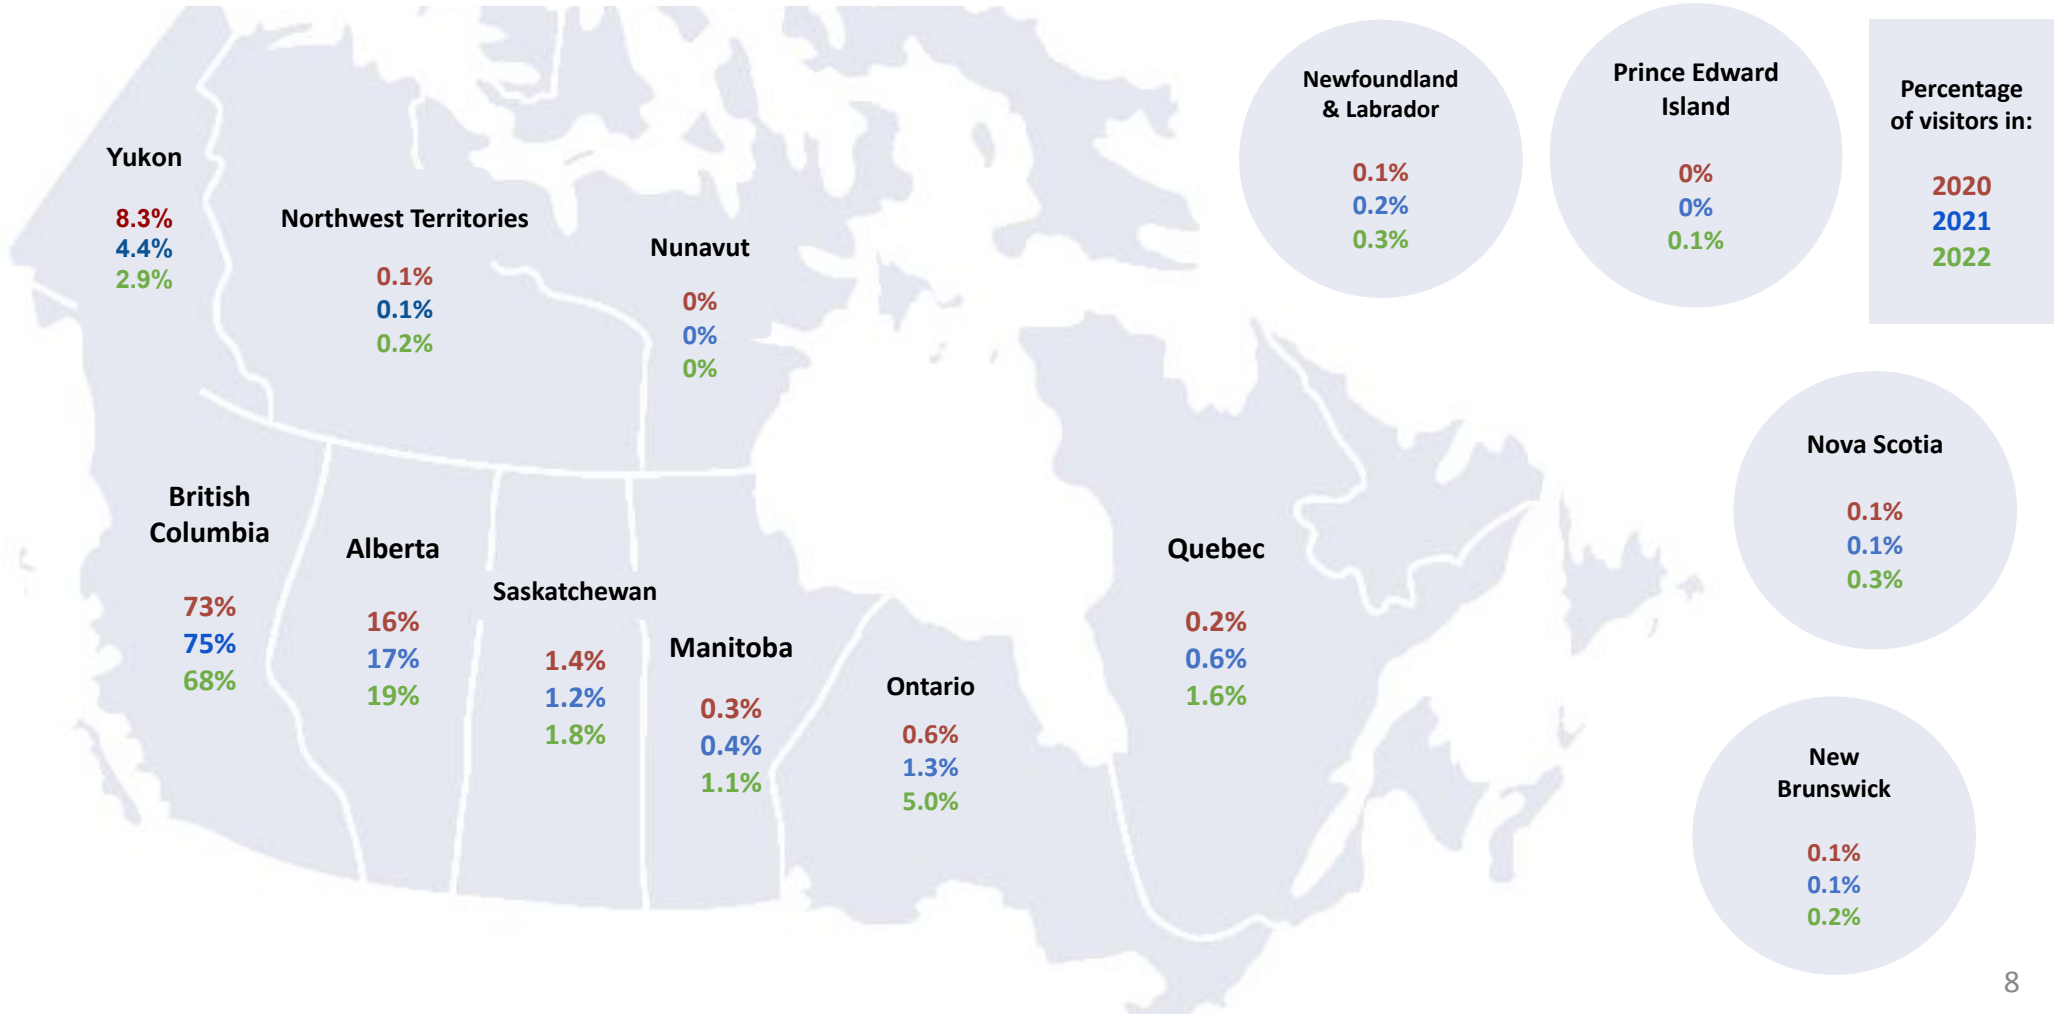 Yukon
8.3%
4.4%
2.9%
Northwest Territories
0.1%
0.1%
0.2%
Nunavut
0%
0%
0%
Newfoundland
& Labrador
0.1%
0.2%
0.3%
Prince Edward
Island
0%
0%
0.1%
Percentage
of visitors in:
2020
2021
2022
British
Columbia
73%
75%
68%
Alberta
16%
17%
19%
Saskatchewan
1.4%
1.2%
1.8%
Manitoba
0.3%
0.4%
1.1%
Ontario
0.6%
1.3%
5.0%
Quebec
0.2%
0.6%
1.6%
Nova Scotia
0.1%
0.1%
0.3%
New
Brunswick
0.1%
0.1%
0.2%
8